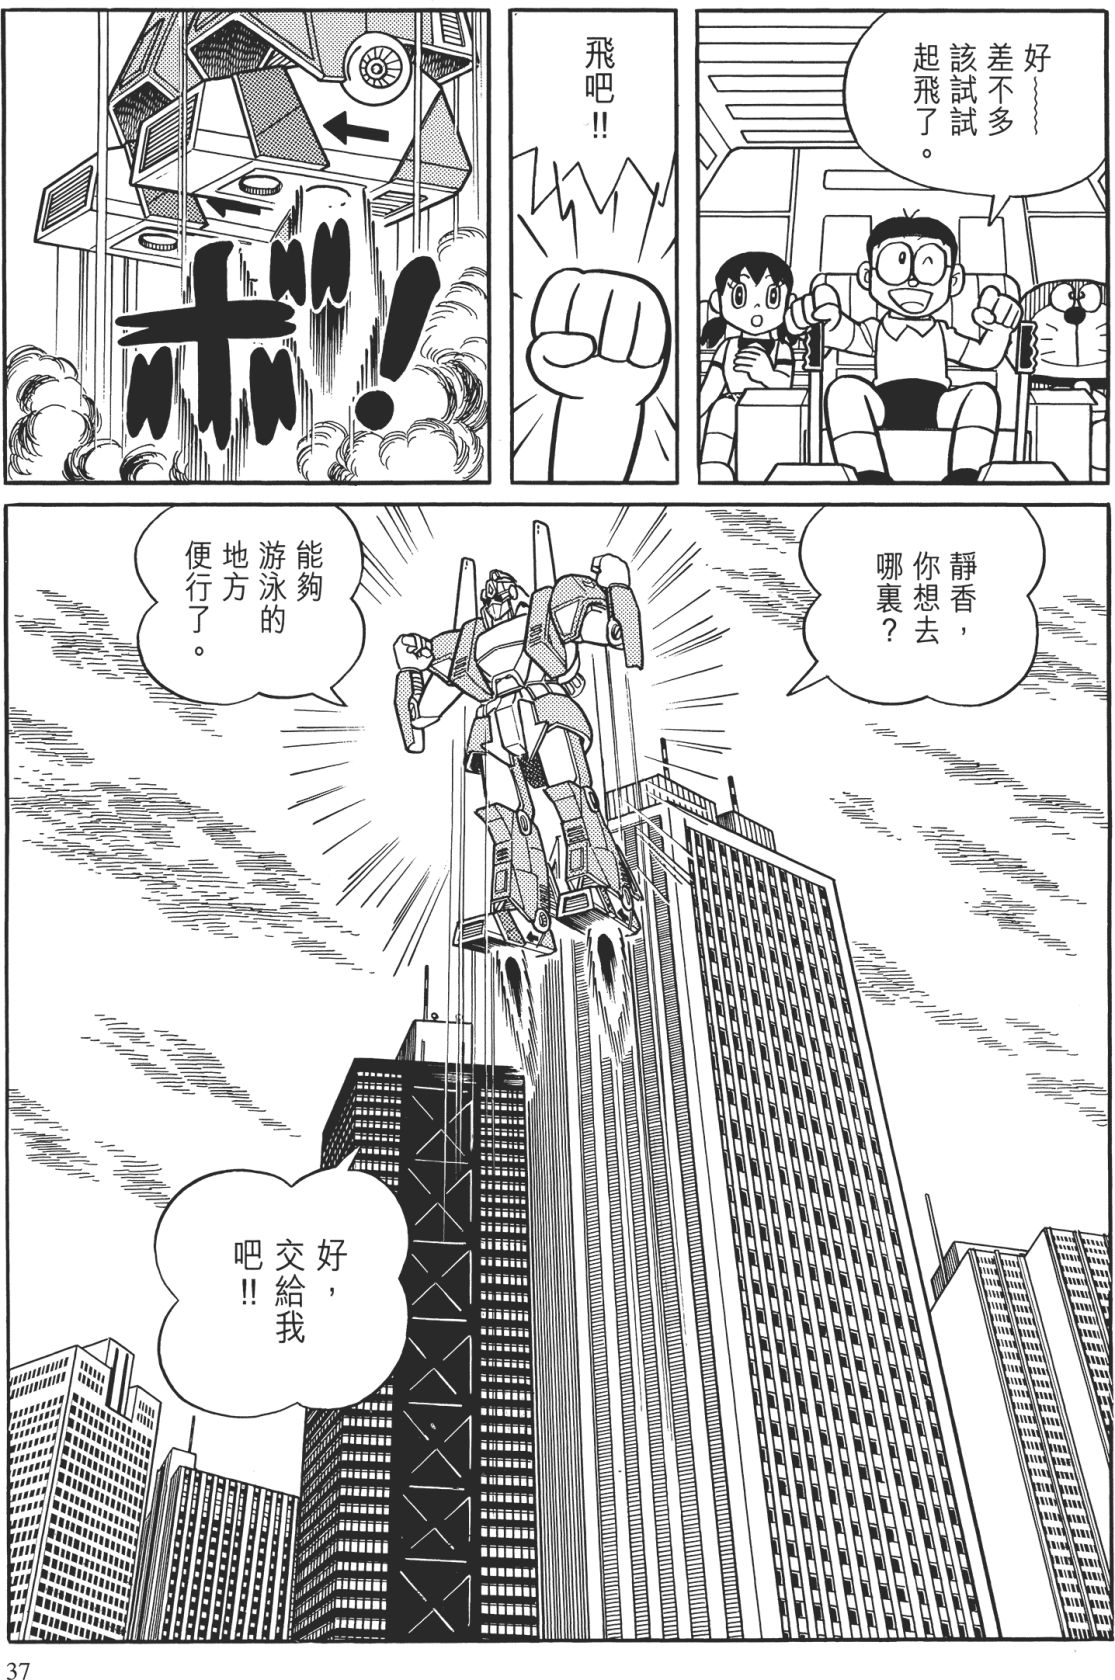 好～
差不多
該試試
起飛了。
飛吧!!
ボッ!
靜香，
你想去
哪裏？
能夠
游泳的
地方
便行了。
好，
交給我
吧!!
37